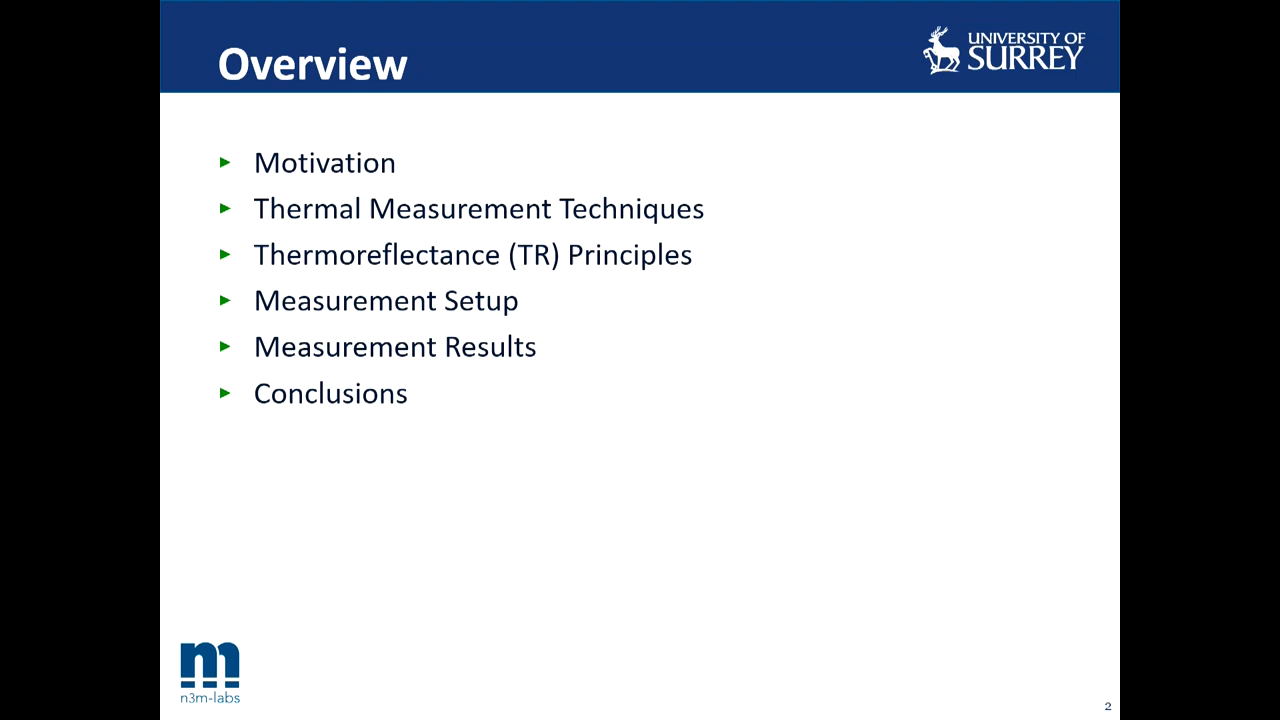 Overview
UNIVERSITY OF
SURREY
Motivation
Thermal Measurement Techniques
Thermoreflectance (TR) Principles
Measurement Setup
Measurement Results
Conclusions
m
n3m-labs
2